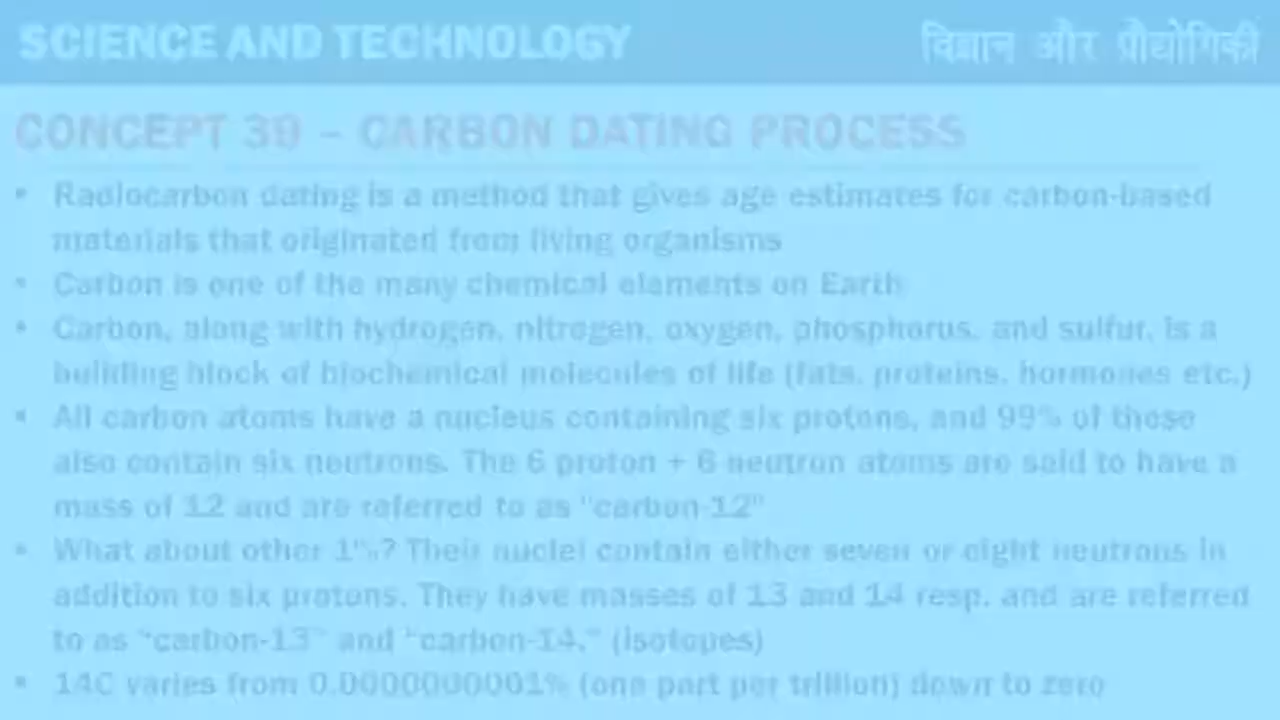 SCIENCE AND TECHNOLOGY विज्ञान और प्रौद्योगिकी
CONCEPT 39 – CARBON DATING PROCESS
• Radiocarbon dating is a method that gives age estimates for carbon-based
materials that originated from living organisms
• Carbon is one of the many chemical elements on Earth
• Carbon, along with hydrogen, nitrogen, oxygen, phosphorus, and sulfur, is a
building block of biochemical molecules of life (fats, proteins, hormones etc.)
• All carbon atoms have a nucleus containing six protons, and 99% of these
also contain six neutrons. The 6 proton + 6 neutron atoms are said to have a
mass of 12 and are referred to as "carbon-12"
• What about other 1%? Their nuclei contain either seven or eight neutrons in
addition to six protons. They have masses of 13 and 14 resp. and are referred
to as "carbon-13" and "carbon-14." (isotopes)
• 14C varies from 0.0000000001% (one part per trillion) down to zero